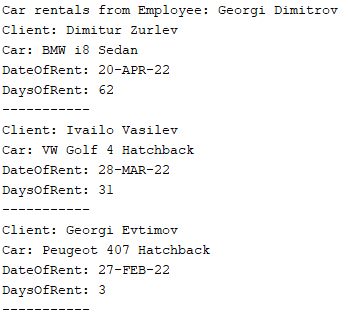 Car rentals from Employee: Georgi Dimitrov
Client: Dimitur Zurlev
Car: BMW i8 Sedan
DateOfRent: 20-APR-22
DaysOfRent: 62
-----------
Client: Ivailo Vasilev
Car: VW Golf 4 Hatchback
DateOfRent: 28-MAR-22
DaysOfRent: 31
-----------
Client: Georgi Evtimov
Car: Peugeot 407 Hatchback
DateOfRent: 27-FEB-22
DaysOfRent: 3
-----------